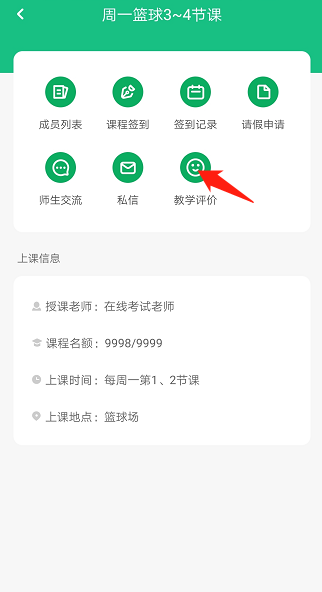 周一篮球3~4节课
成员列表 课程签到 签到记录 请假申请
师生交流 私信 教学评价
上课信息
授课老师：在线考试老师
课程名额：9998/9999
上课时间：每周一第1、2节课
上课地点：篮球场